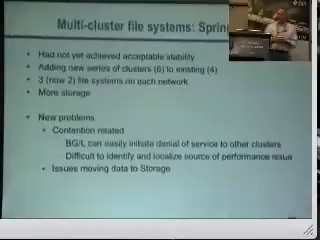 Multi-cluster file systems: Spring
Had not yet achieved acceptable stability
Adding new series of clusters (6) to existing (4)
3 (now 2) file systems on each network
More storage
New problems
Contention related
BG/L can easily initiate denial of service to other clusters
Difficult to identify and localize source of performance issue
Issues moving data to Storage